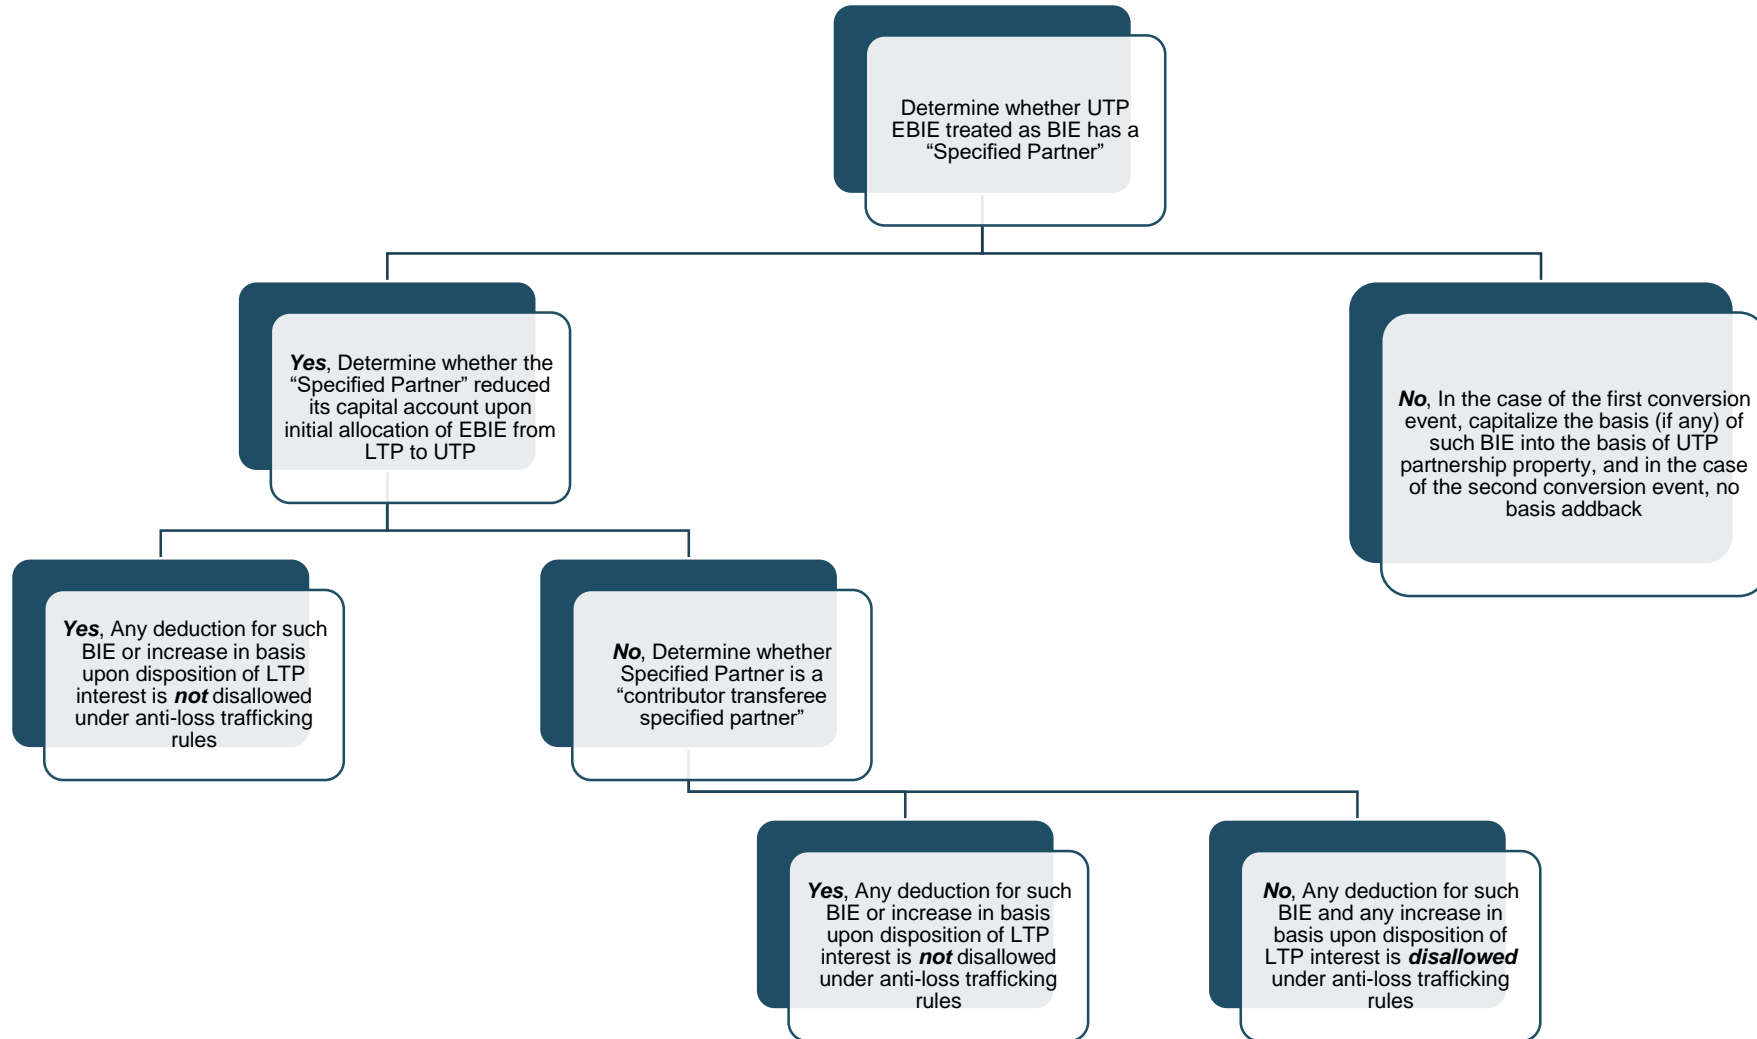 Determine whether UTP
EBIE treated as BIE has a
“Specified Partner”
Yes, Determine whether the
“Specified Partner” reduced
its capital account upon
initial allocation of EBIE from
LTP to UTP
No, In the case of the first conversion
event, capitalize the basis (if any) of
such BIE into the basis of UTP
partnership property, and in the case
of the second conversion event, no
basis addback
Yes, Any deduction for such
BIE or increase in basis
upon disposition of LTP
interest is not disallowed
under anti-loss trafficking
rules
No, Determine whether
Specified Partner is a
“contributor transferee
specified partner”
Yes, Any deduction for such
BIE or increase in basis
upon disposition of LTP
interest is not disallowed
under anti-loss trafficking
rules
No, Any deduction for such
BIE and any increase in
basis upon disposition of
LTP interest is disallowed
under anti-loss trafficking
rules